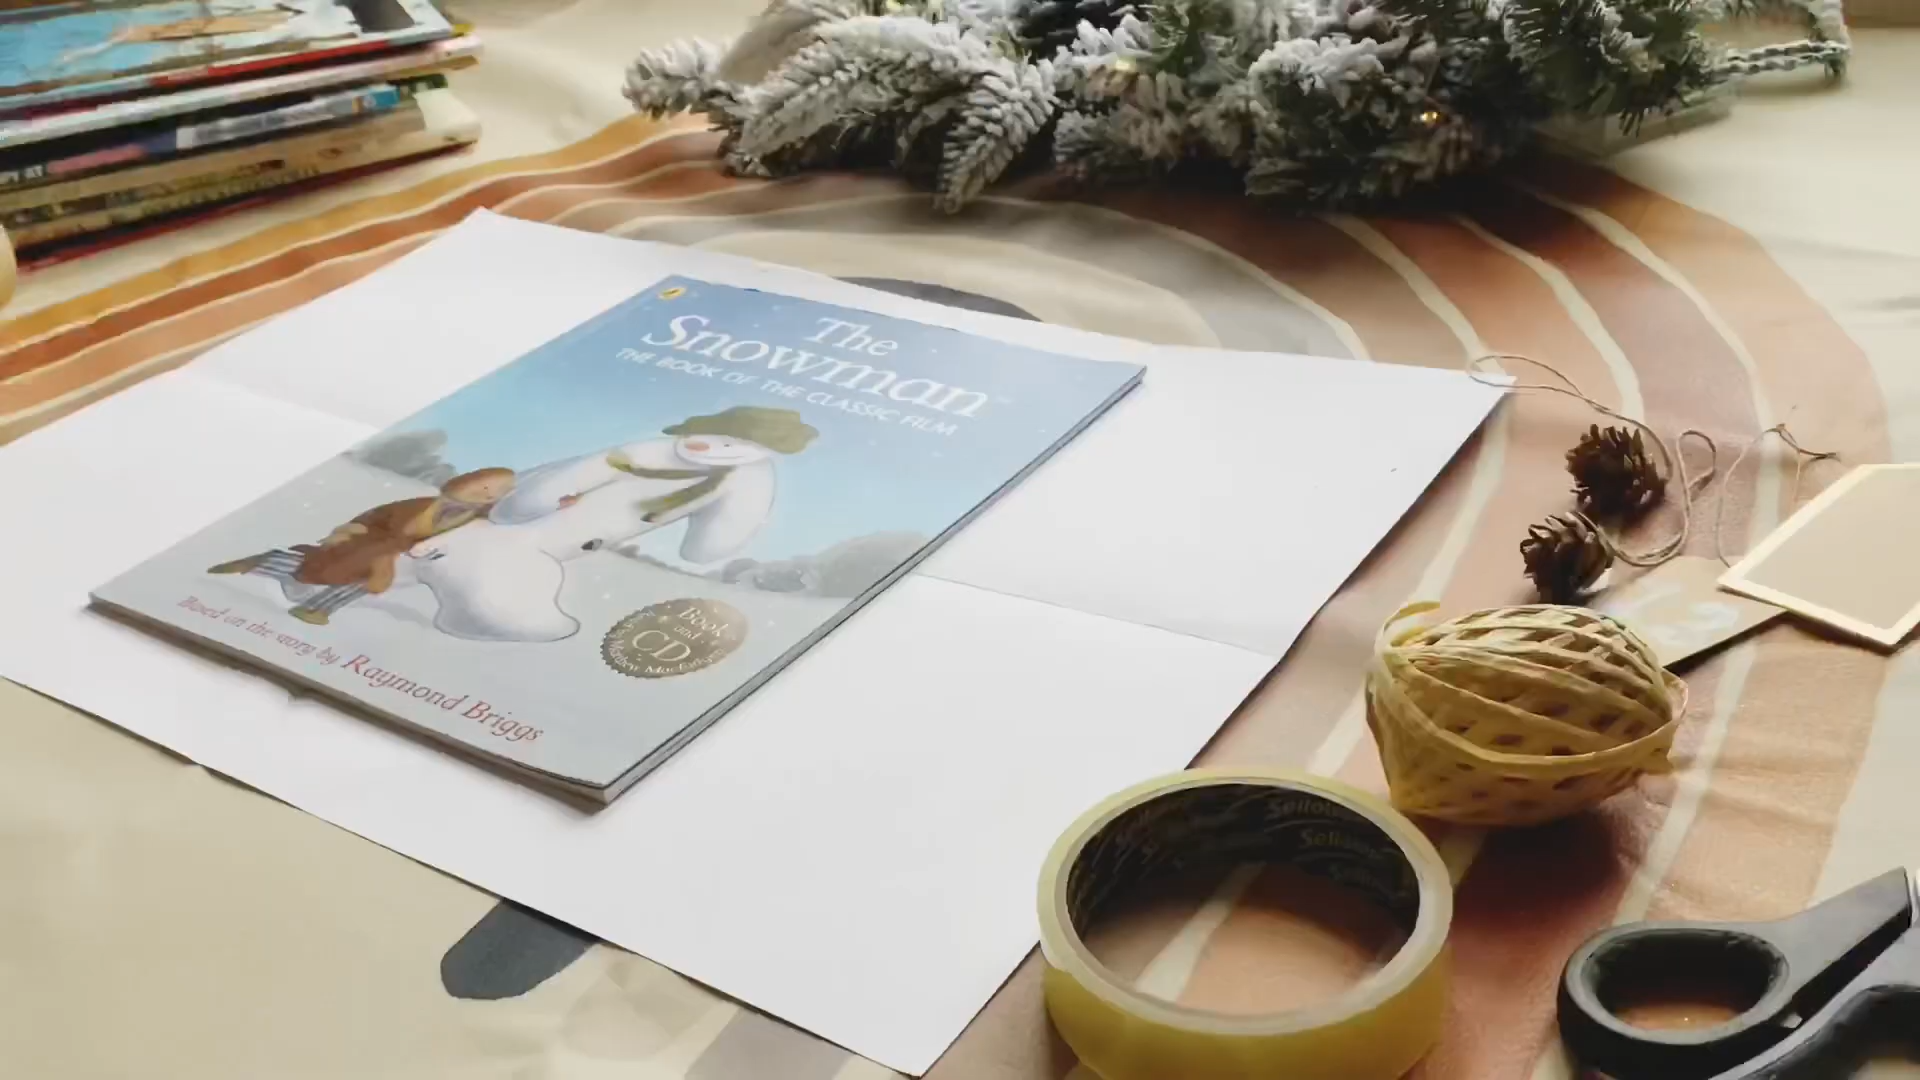 The
Snowman
THE BOOK OF THE CLASSIC FILM
Book
and
CD
Based on the story by Raymond Briggs
Sellotape
Sellotape